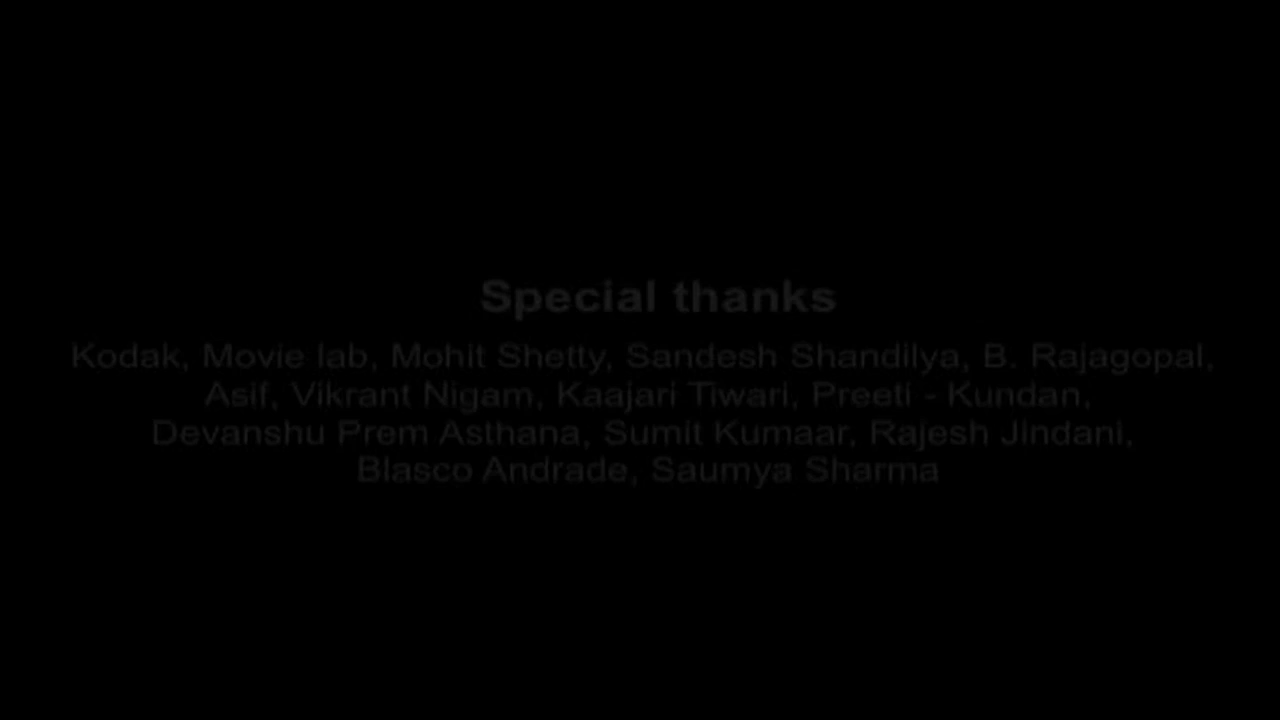 Special thanks
Kodak, Movie lab, Mohit Shetty, Sandesh Shandilya, B. Rajagopal,
Asif, Vikrant Nigam, Kaajari Tiwari, Preeti - Kundan,
Devanshu Prem Asthana, Sumit Kumaar, Rajesh Jindani,
Blasco Andrade, Saumya Sharma